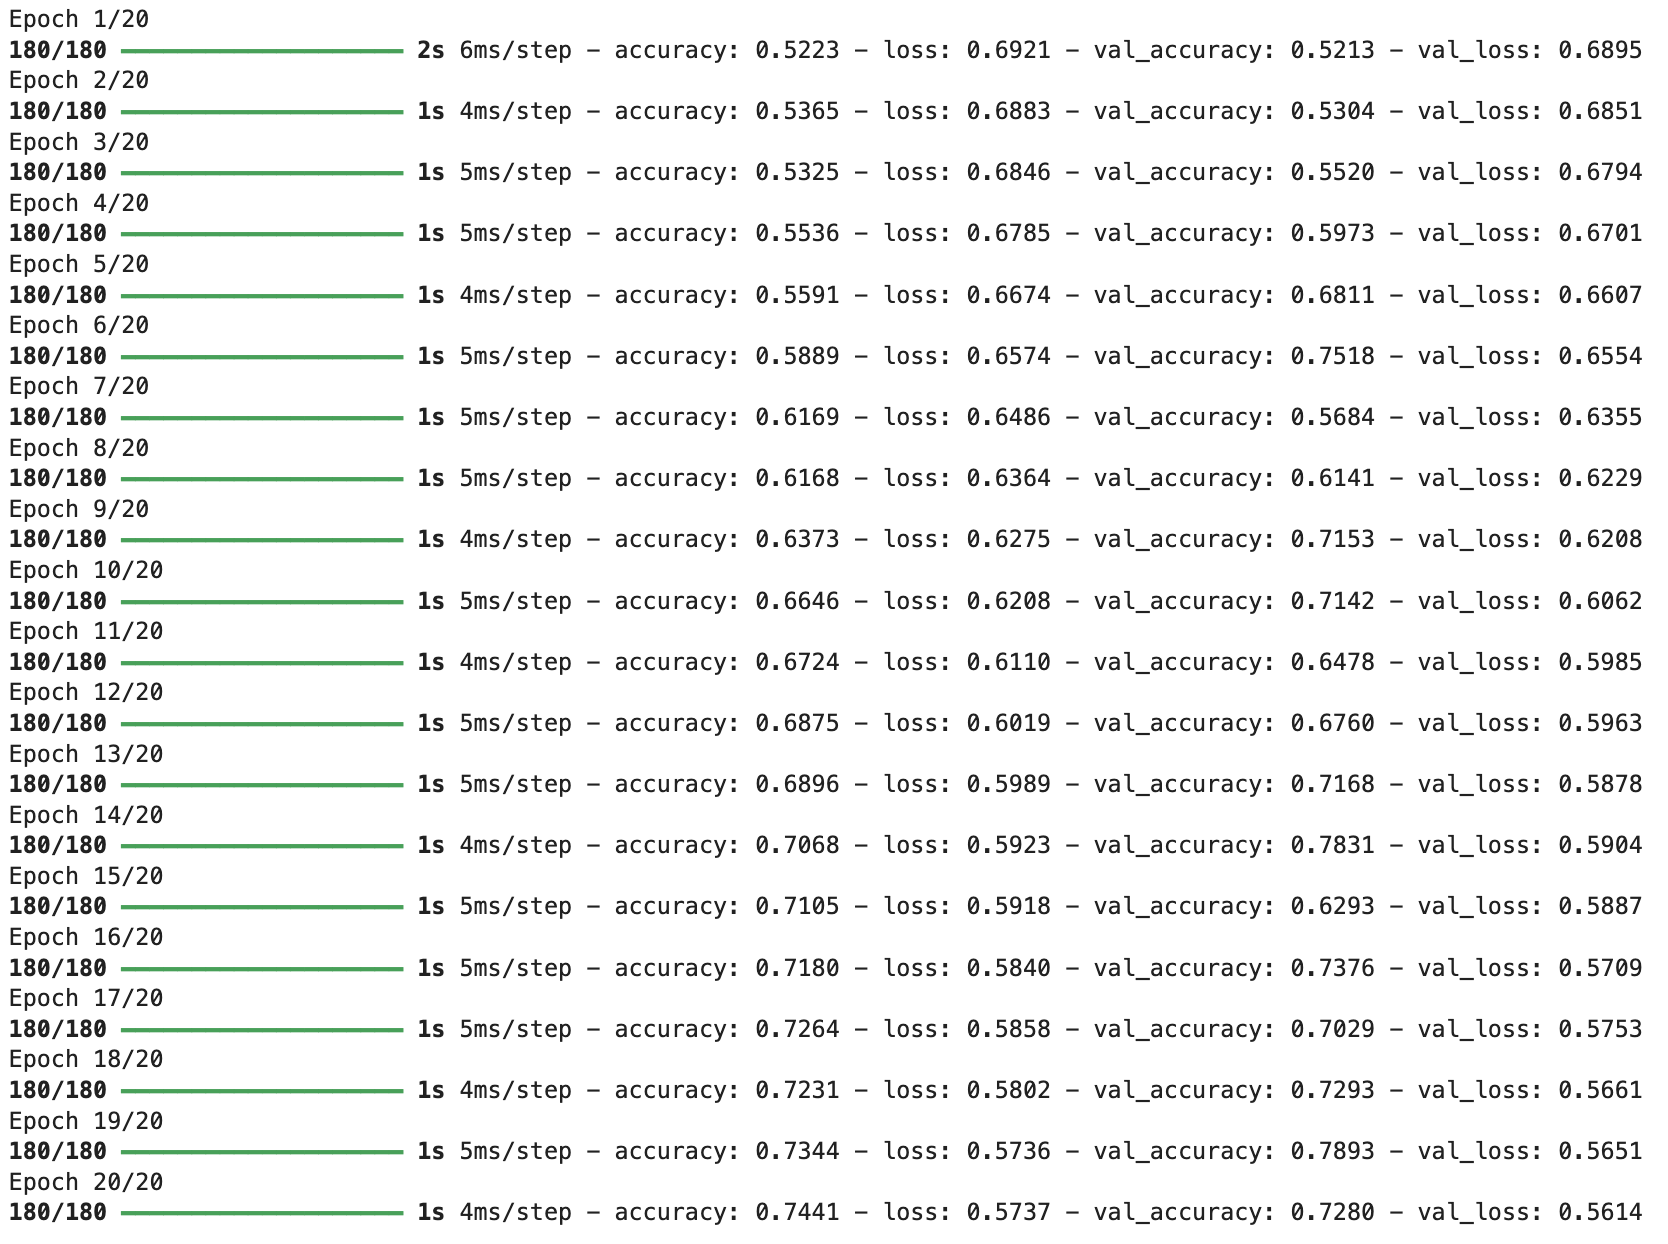 Epoch 1/20
180/180 ━━━━━━━━━━━━━━━━━━━━ 2s 6ms/step - accuracy: 0.5223 - loss: 0.6921 - val_accuracy: 0.5213 - val_loss: 0.6895
Epoch 2/20
180/180 ━━━━━━━━━━━━━━━━━━━━ 1s 4ms/step - accuracy: 0.5365 - loss: 0.6883 - val_accuracy: 0.5304 - val_loss: 0.6851
Epoch 3/20
180/180 ━━━━━━━━━━━━━━━━━━━━ 1s 5ms/step - accuracy: 0.5325 - loss: 0.6846 - val_accuracy: 0.5520 - val_loss: 0.6794
Epoch 4/20
180/180 ━━━━━━━━━━━━━━━━━━━━ 1s 5ms/step - accuracy: 0.5536 - loss: 0.6785 - val_accuracy: 0.5973 - val_loss: 0.6701
Epoch 5/20
180/180 ━━━━━━━━━━━━━━━━━━━━ 1s 4ms/step - accuracy: 0.5591 - loss: 0.6674 - val_accuracy: 0.6811 - val_loss: 0.6607
Epoch 6/20
180/180 ━━━━━━━━━━━━━━━━━━━━ 1s 5ms/step - accuracy: 0.5889 - loss: 0.6574 - val_accuracy: 0.7518 - val_loss: 0.6554
Epoch 7/20
180/180 ━━━━━━━━━━━━━━━━━━━━ 1s 5ms/step - accuracy: 0.6169 - loss: 0.6486 - val_accuracy: 0.5684 - val_loss: 0.6355
Epoch 8/20
180/180 ━━━━━━━━━━━━━━━━━━━━ 1s 5ms/step - accuracy: 0.6168 - loss: 0.6364 - val_accuracy: 0.6141 - val_loss: 0.6229
Epoch 9/20
180/180 ━━━━━━━━━━━━━━━━━━━━ 1s 4ms/step - accuracy: 0.6373 - loss: 0.6275 - val_accuracy: 0.7153 - val_loss: 0.6208
Epoch 10/20
180/180 ━━━━━━━━━━━━━━━━━━━━ 1s 5ms/step - accuracy: 0.6646 - loss: 0.6208 - val_accuracy: 0.7142 - val_loss: 0.6062
Epoch 11/20
180/180 ━━━━━━━━━━━━━━━━━━━━ 1s 4ms/step - accuracy: 0.6724 - loss: 0.6110 - val_accuracy: 0.6478 - val_loss: 0.5985
Epoch 12/20
180/180 ━━━━━━━━━━━━━━━━━━━━ 1s 5ms/step - accuracy: 0.6875 - loss: 0.6019 - val_accuracy: 0.6760 - val_loss: 0.5963
Epoch 13/20
180/180 ━━━━━━━━━━━━━━━━━━━━ 1s 5ms/step - accuracy: 0.6896 - loss: 0.5989 - val_accuracy: 0.7168 - val_loss: 0.5878
Epoch 14/20
180/180 ━━━━━━━━━━━━━━━━━━━━ 1s 4ms/step - accuracy: 0.7068 - loss: 0.5923 - val_accuracy: 0.7831 - val_loss: 0.5904
Epoch 15/20
180/180 ━━━━━━━━━━━━━━━━━━━━ 1s 5ms/step - accuracy: 0.7105 - loss: 0.5918 - val_accuracy: 0.6293 - val_loss: 0.5887
Epoch 16/20
180/180 ━━━━━━━━━━━━━━━━━━━━ 1s 5ms/step - accuracy: 0.7180 - loss: 0.5840 - val_accuracy: 0.7376 - val_loss: 0.5709
Epoch 17/20
180/180 ━━━━━━━━━━━━━━━━━━━━ 1s 5ms/step - accuracy: 0.7264 - loss: 0.5858 - val_accuracy: 0.7029 - val_loss: 0.5753
Epoch 18/20
180/180 ━━━━━━━━━━━━━━━━━━━━ 1s 4ms/step - accuracy: 0.7231 - loss: 0.5802 - val_accuracy: 0.7293 - val_loss: 0.5661
Epoch 19/20
180/180 ━━━━━━━━━━━━━━━━━━━━ 1s 5ms/step - accuracy: 0.7344 - loss: 0.5736 - val_accuracy: 0.7893 - val_loss: 0.5651
Epoch 20/20
180/180 ━━━━━━━━━━━━━━━━━━━━ 1s 4ms/step - accuracy: 0.7441 - loss: 0.5737 - val_accuracy: 0.7280 - val_loss: 0.5614